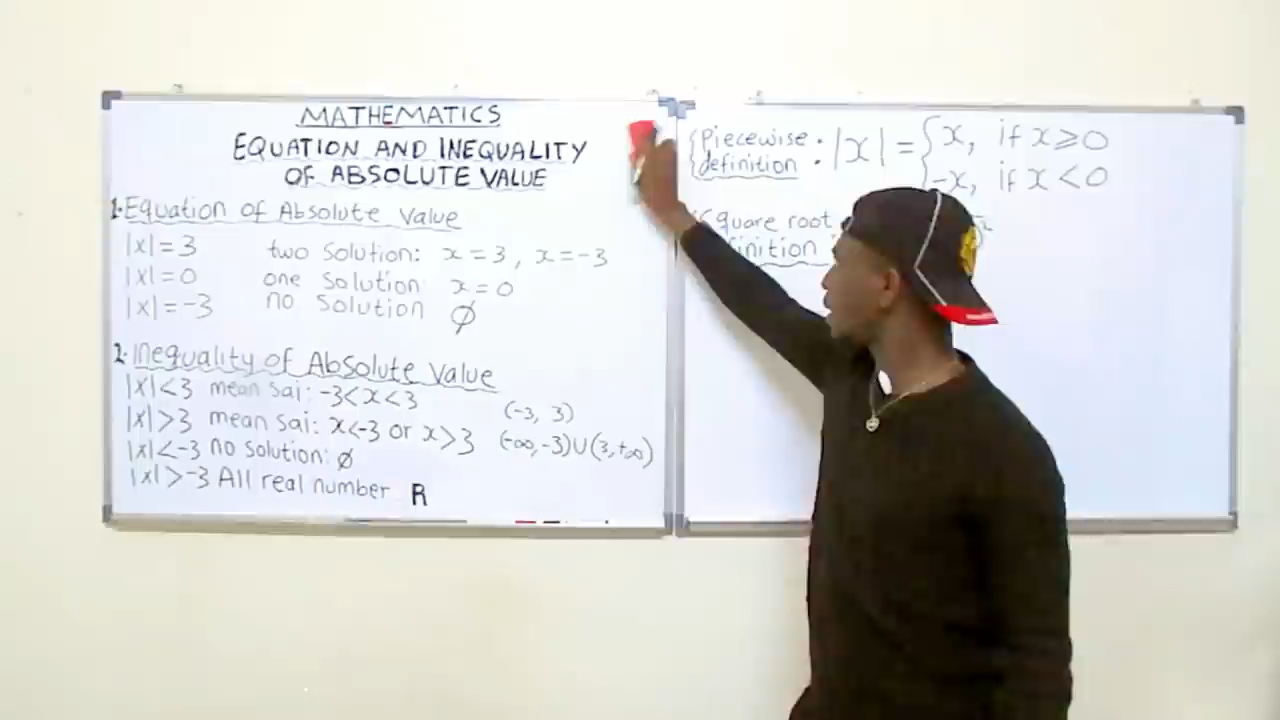 MATHEMATICS
EQUATION AND INEQUALITY
OF ABSOLUTE VALUE
1. Equation of Absolute Value
|x|=3 two solution: x=3, x=-3
|x|=0 one solution x=0
|x|=-3 no solution ∅
2. Inequality of Absolute Value
|x|<3 mean sai: -3<x<3 (-3, 3)
|x|>3 mean sai: x<-3 or x>3 (-∞,-3)∪(3,+∞)
|x|<-3 no solution: ∅
|x|>-3 All real number R
Piecewise definition : |x| = { x, if x≥0
-x, if x<0
Square root